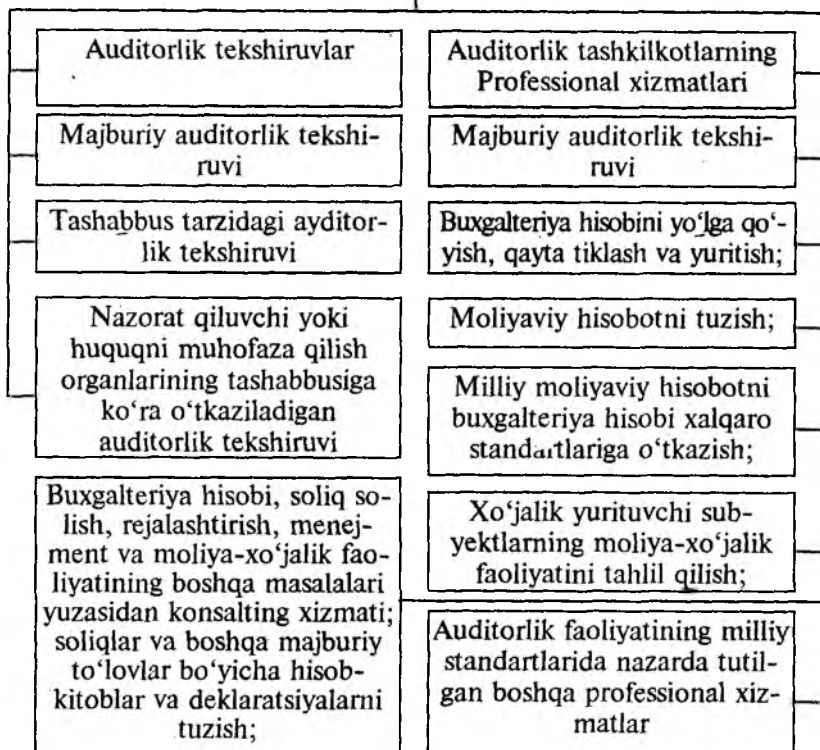 Auditorlik tekshiruvlar
Majburiy auditorlik tekshi-
ruvi
Tashabbus tarzidagi ayditor-
lik tekshiruvi
Nazorat qiluvchi yoki
huquqni muhofaza qilish
organlarining tashabbusiga
ko‘ra o‘tkaziladigan
auditorlik tekshiruvi
Buxgalteriya hisobi, soliq so-
lish, rejalashtirish, menej-
ment va moliya-xo‘jalik fao-
liyatining boshqa masalalari
yuzasidan konsalting xizmati;
soliqlar va boshqa majburiy
to‘lovlar bo‘yicha hisob-
kitoblar va deklaratsiyalarni
tuzish;
Auditorlik tashkilkotlarning
Professional xizmatlari
Majburiy auditorlik tekshi-
ruvi
Buxgalteriya hisobini yo‘lga qo‘-
yish, qayta tiklash va yuritish;
Moliyaviy hisobotni tuzish;
Milliy moliyaviy hisobotni
buxgalteriya hisobi xalqaro
standartlariga o‘tkazish;
Xo‘jalik yurituvchi sub-
yektlarning moliya-xo‘jalik
faoliyatini tahlil qilish;
Auditorlik faoliyatining milliy
standartlarida nazarda tutil-
gan boshqa professional xiz-
matlar